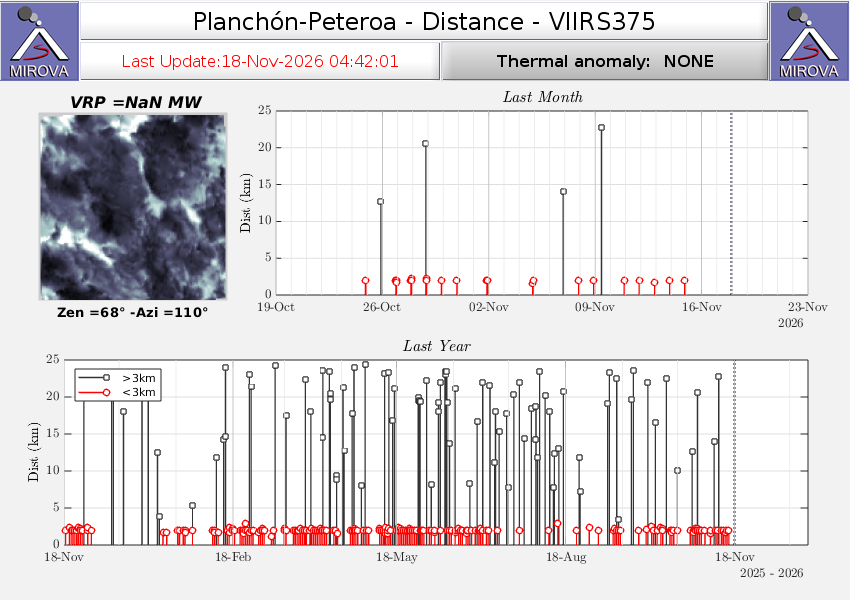 Planchón-Peteroa - Distance - VIIRS375
MIROVA
Last Update:18-Nov-2026 04:42:01
Thermal anomaly: NONE
MIROVA
VRP =NaN MW
Zen =68° -Azi =110°
Last Month
Dist (km)
25
20
15
10
5
0
19-Oct 26-Oct 02-Nov 09-Nov 16-Nov 23-Nov
2026
Last Year
Dist (km)
25
20
15
10
5
0
>3km
<3km
18-Nov 18-Feb 18-May 18-Aug 18-Nov
2025 - 2026